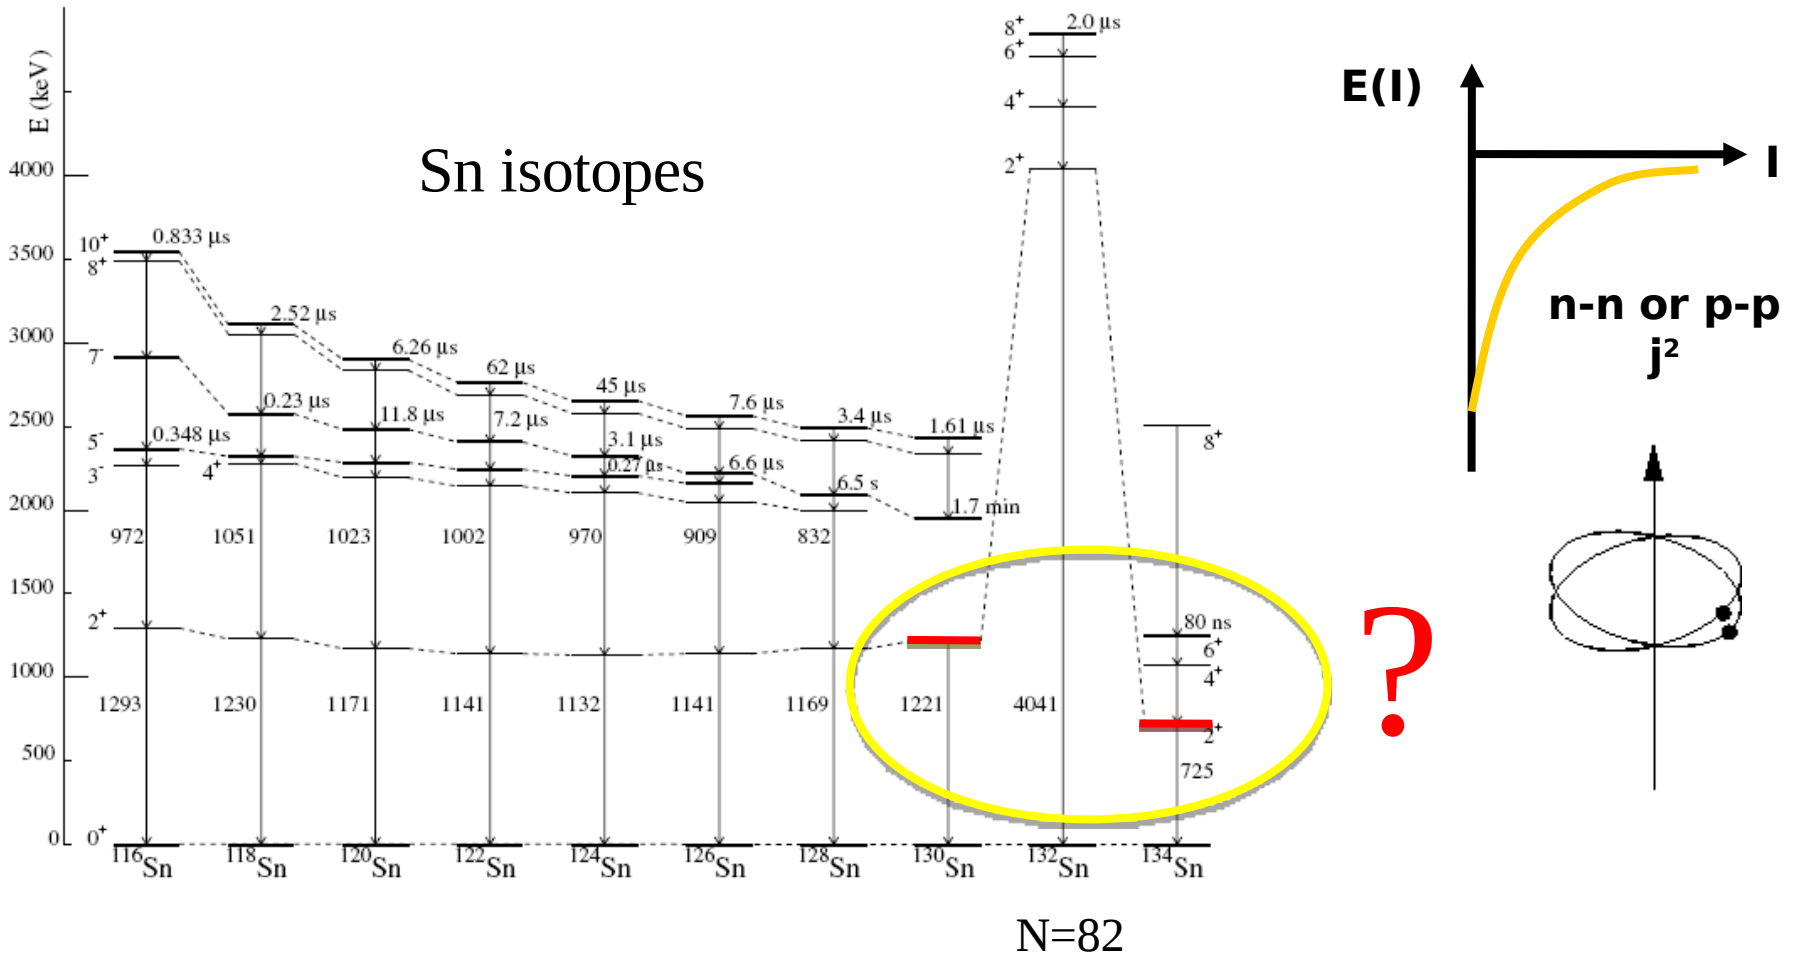 E (keV)
4000
3500
3000
2500
2000
1500
1000
500
0
Sn isotopes
10⁺
8⁺
7⁻
5⁻
3⁻
2⁺
0⁺
0.833 µs
0.348 µs
972
1293
¹¹⁶Sn
2.52 µs
0.23 µs
4⁺
1051
1230
¹¹⁸Sn
6.26 µs
11.8 µs
1023
1171
¹²⁰Sn
62 µs
7.2 µs
1002
1141
¹²²Sn
45 µs
3.1 µs
0.27 µs
970
1132
¹²⁴Sn
7.6 µs
6.6 µs
909
1141
¹²⁶Sn
3.4 µs
6.5 s
832
1169
¹²⁸Sn
1.61 µs
1.7 min
1221
¹³⁰Sn
8⁺
2.0 µs
6⁺
4⁺
2⁺
4041
¹³²Sn
8⁺
80 ns
6⁺
4⁺
2⁺
725
¹³⁴Sn
N=82
?
E(I)
I
n-n or p-p
j²